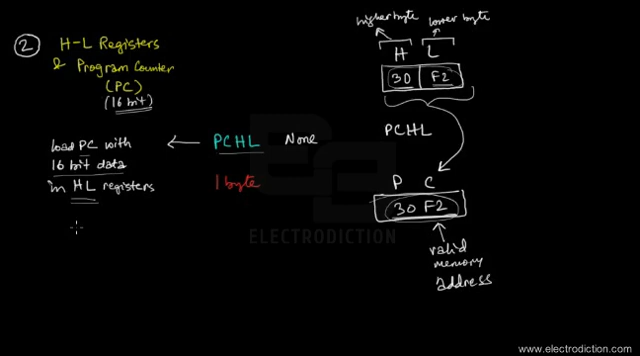 2 H-L Registers
& Program Counter
(PC)
(16 bit)
load PC with
16 bit data
in HL registers
PCHL None
1 byte
higher byte lower byte
H L
30 F2
PCHL
P C
30 F2
valid
memory
address
ELECTRODICTION
www.electrodiction.com